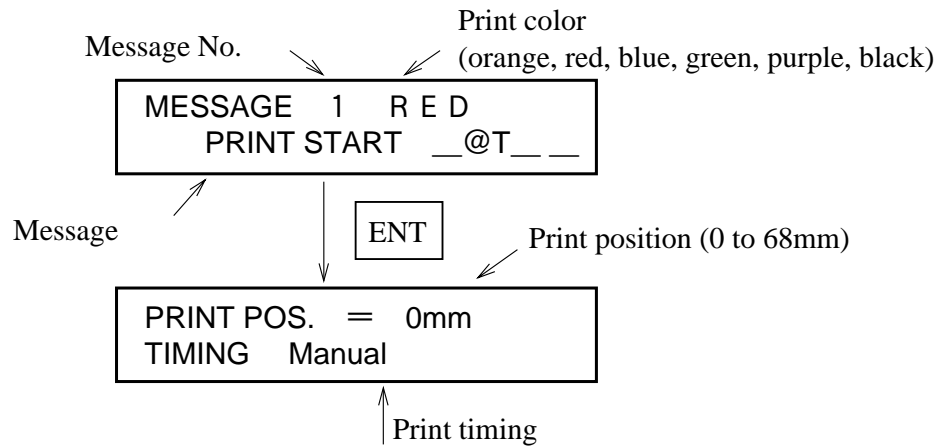 Print color
Message No.
(orange, red, blue, green, purple, black)
MESSAGE 1 RED
PRINT START __@T__ __
Message
ENT
Print position (0 to 68mm)
PRINT POS. = 0mm
TIMING Manual
Print timing